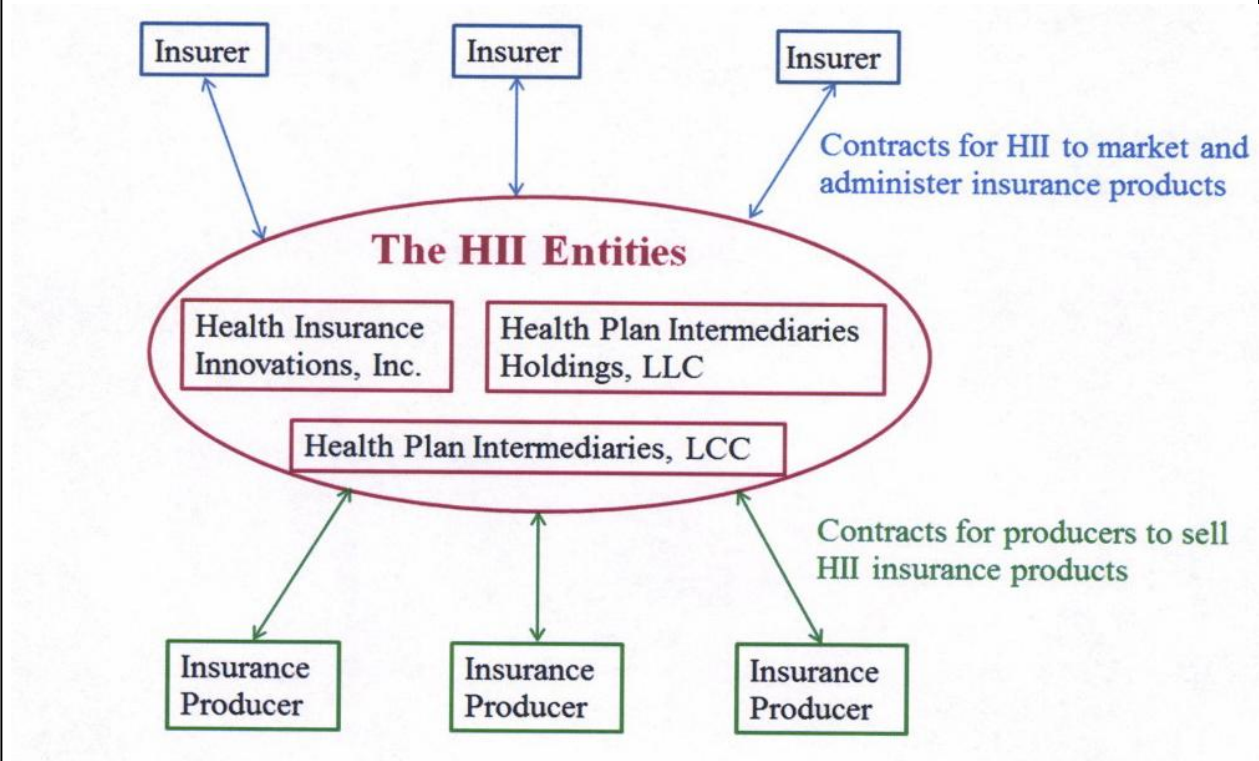 Insurer
Insurer
Insurer
Contracts for HII to market and
administer insurance products
The HII Entities
Health Insurance
Innovations, Inc.
Health Plan Intermediaries
Holdings, LLC
Health Plan Intermediaries, LCC
Contracts for producers to sell
HII insurance products
Insurance
Producer
Insurance
Producer
Insurance
Producer